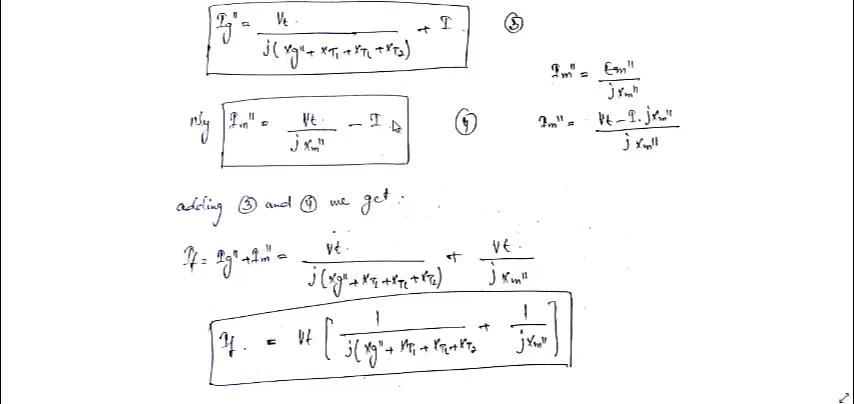 Ig" = Vt / j(xg" + xT1 + xTL + xT2) + I ③
Im" = Em" / jxm"
lly Im" = Vt / jxm" - I ④
Im" = Vt - I. jxm" / jxm"
adding ③ and ④ we get.
If = Ig" + Im" = Vt / j(xg" + xT1 + xTL + xT2) + Vt. / jxm"
If. = Vt [ 1 / j(xg" + xT1 + xTL + xT2 + 1 / jxm" ]